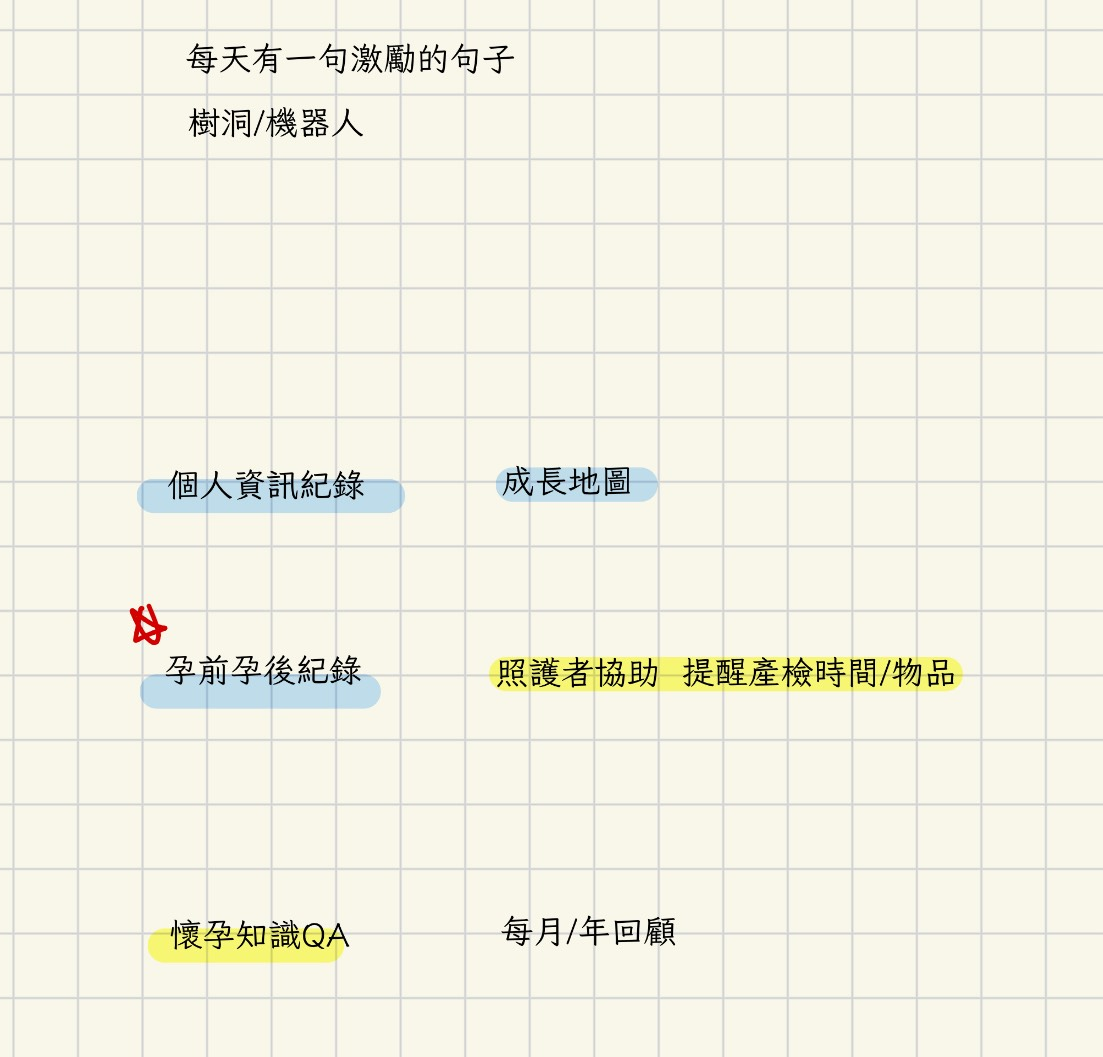 每天有一句激勵的句子
樹洞/機器人
個人資訊紀錄 成長地圖
孕前孕後紀錄 照護者協助 提醒產檢時間/物品
懷孕知識QA 每月/年回顧